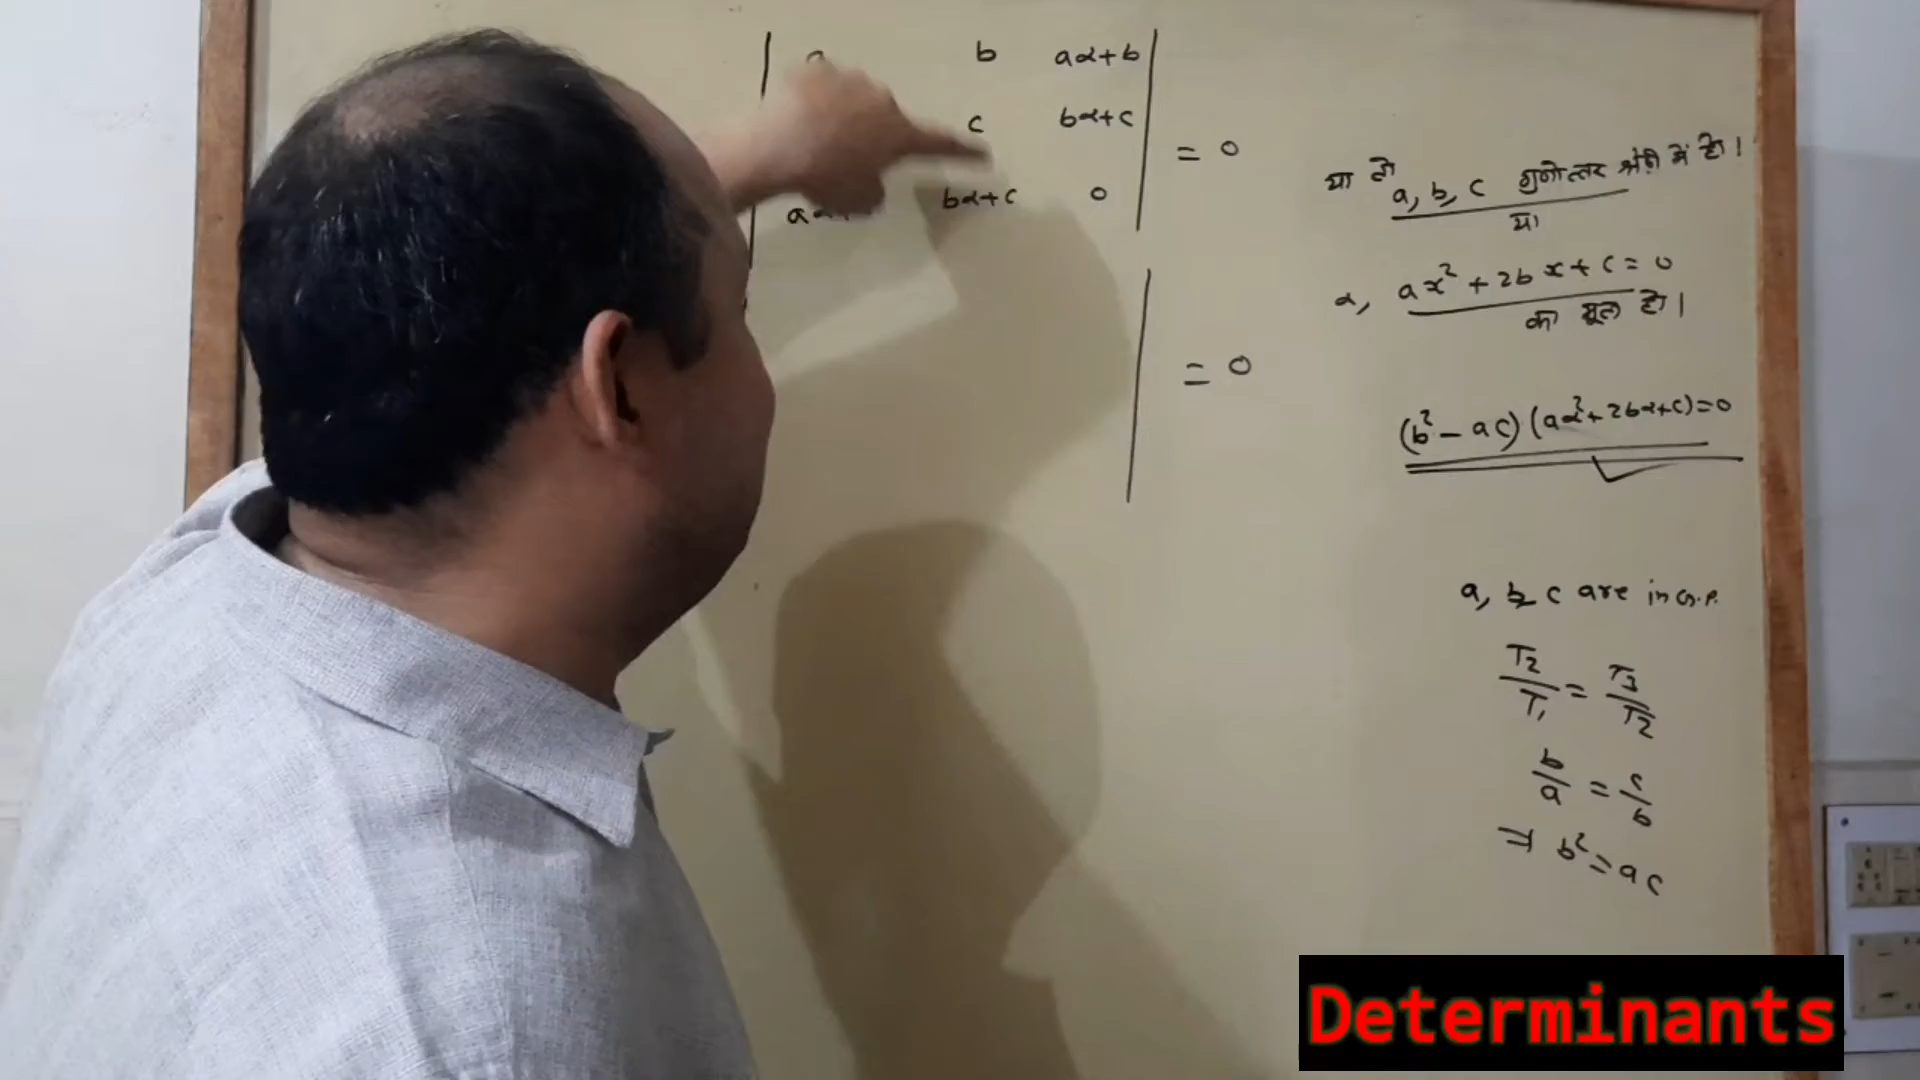 b aα+b
c bα+c
= 0
bα+c 0
= 0
या तो a, b, c गुणोत्तर श्रेणी में हो।
या
α, ax² + 2bx + c = 0
का मूल हो।
(b² – ac) (aα² + 2bα + c) = 0
a, b, c are in G.P.
T₂/T₁ = T₃/T₂
b/a = c/b
⇒ b² = ac
Determinants